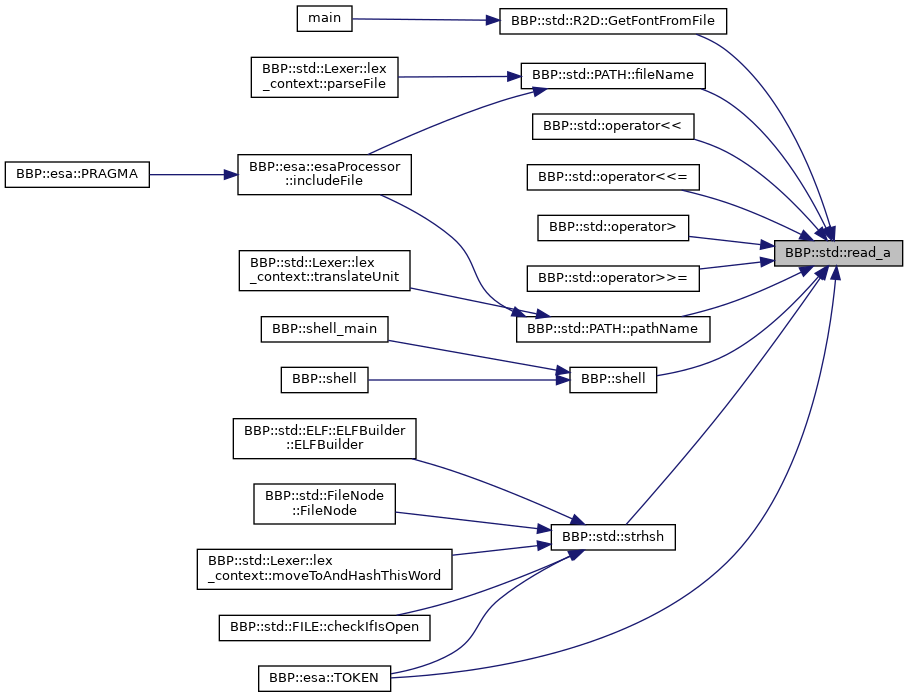 main
BBP::std::R2D::GetFontFromFile
BBP::std::Lexer::lex
_context::parseFile
BBP::std::PATH::fileName
BBP::std::operator<<
BBP::esa::PRAGMA
BBP::esa::esaProcessor
::includeFile
BBP::std::operator<<=
BBP::std::operator>
BBP::std::read_a
BBP::std::Lexer::lex
_context::translateUnit
BBP::std::operator>>=
BBP::shell_main
BBP::std::PATH::pathName
BBP::shell
BBP::shell
BBP::std::ELF::ELFBuilder
::ELFBuilder
BBP::std::FileNode
::FileNode
BBP::std::strhsh
BBP::std::Lexer::lex
_context::moveToAndHashThisWord
BBP::std::FILE::checkIfIsOpen
BBP::esa::TOKEN